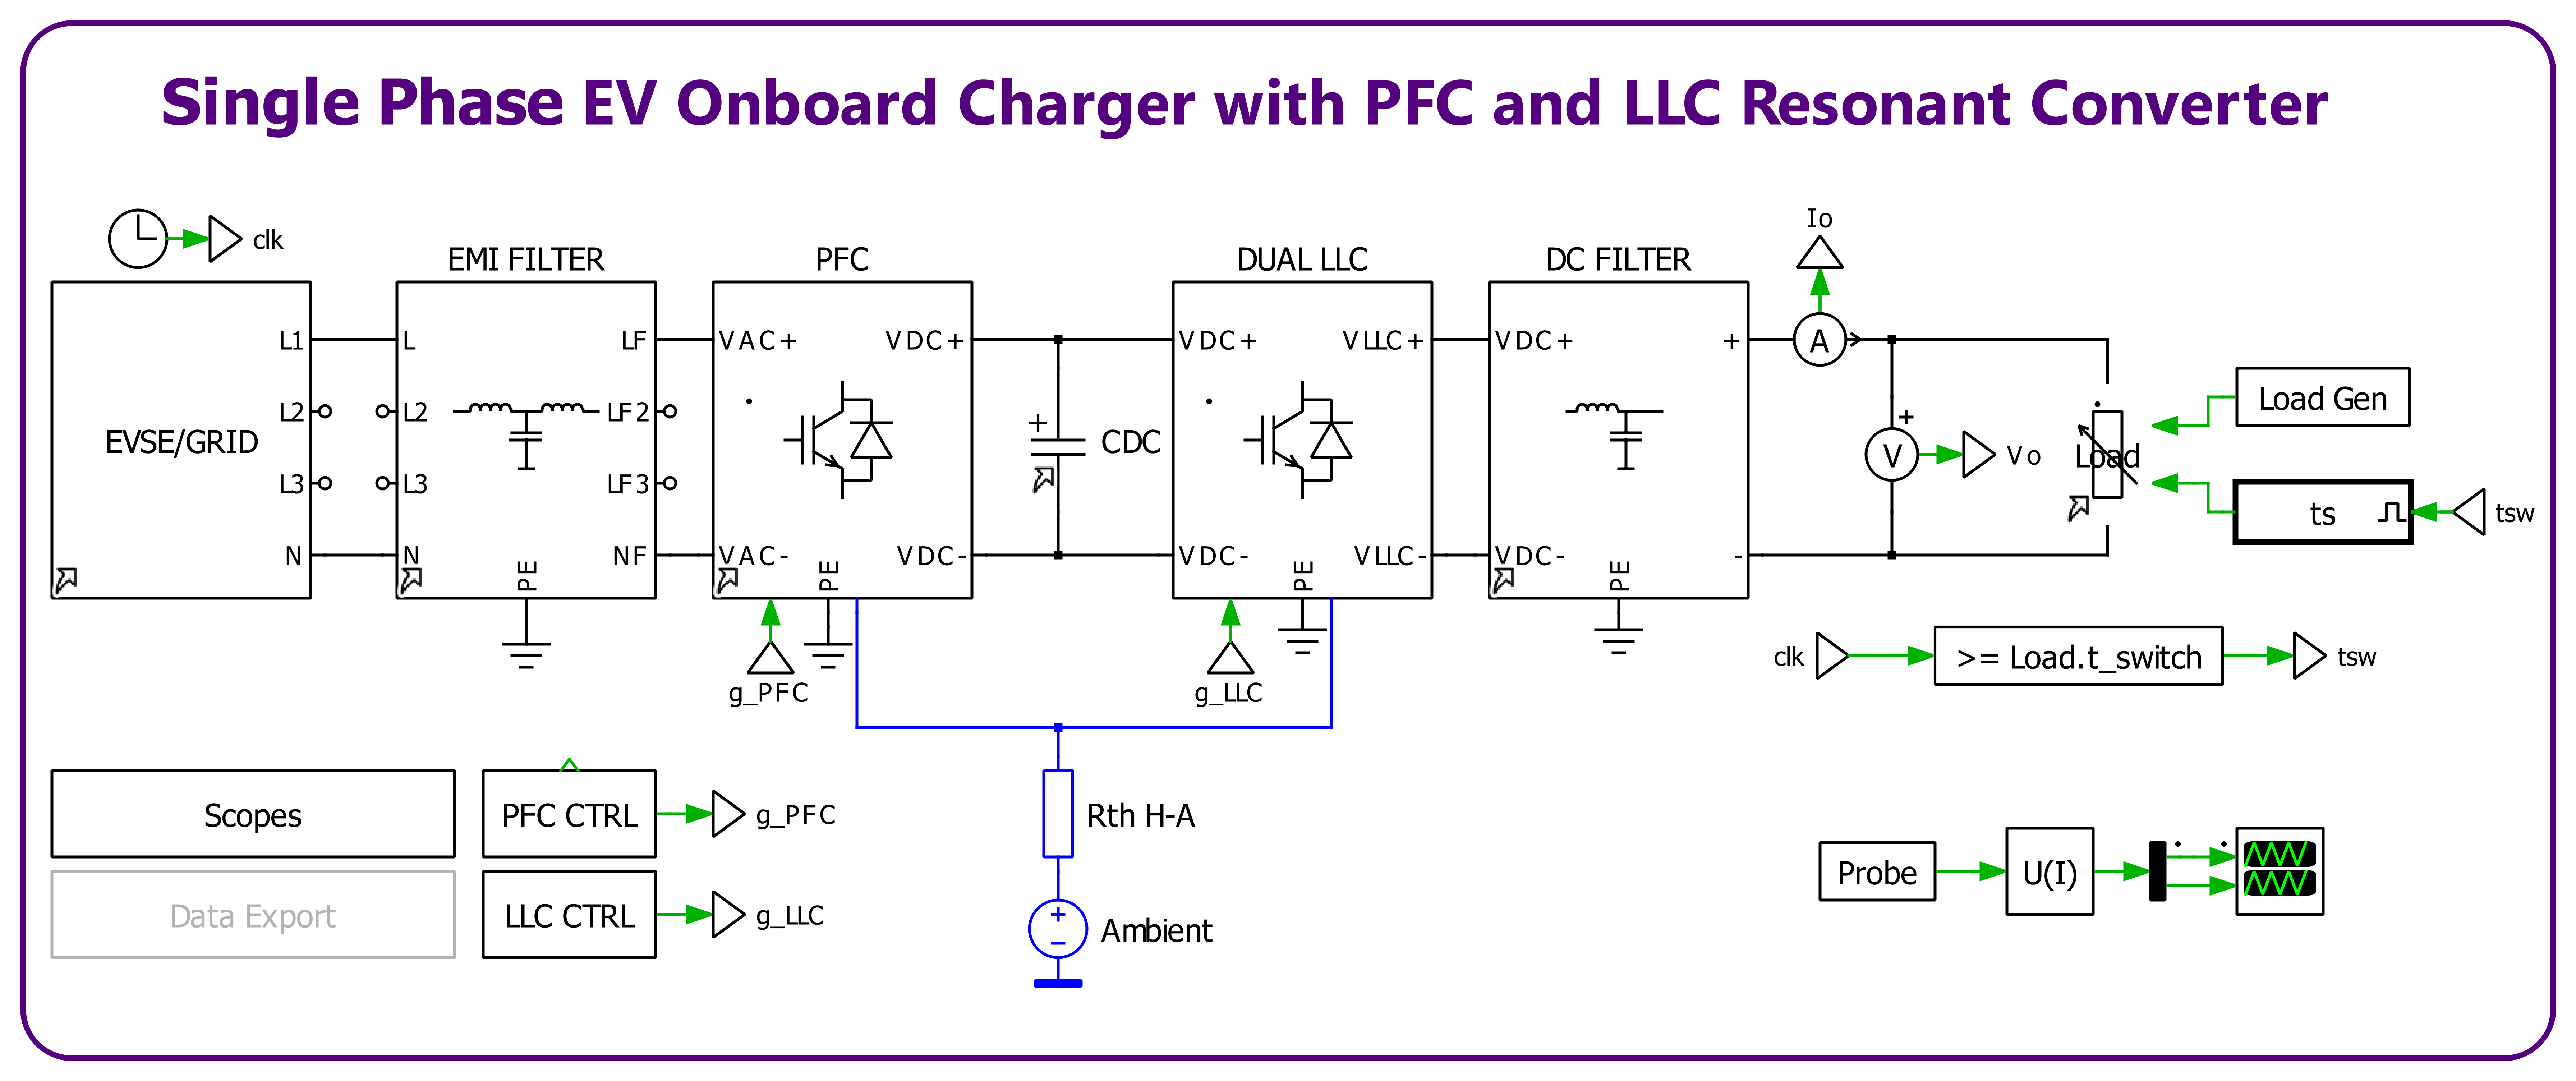 Single Phase EV Onboard Charger with PFC and LLC Resonant Converter
clk
Io
EMI FILTER
PFC
DUAL LLC
DC FILTER
EVSE/GRID
L1
L2
L3
N
L
L2
L3
N
LF
LF2
LF3
NF
PE
VAC+
VAC-
VDC+
VDC-
PE
+
CDC
VDC+
VDC-
VLLC+
VLLC-
PE
VDC+
VDC-
+
-
PE
A
+
V
Vo
Load
Load Gen
ts
tsw
g_PFC
g_LLC
clk
>= Load.t_switch
tsw
Scopes
Data Export
PFC CTRL
g_PFC
LLC CTRL
g_LLC
Rth H-A
+
−
Ambient
Probe
U(I)